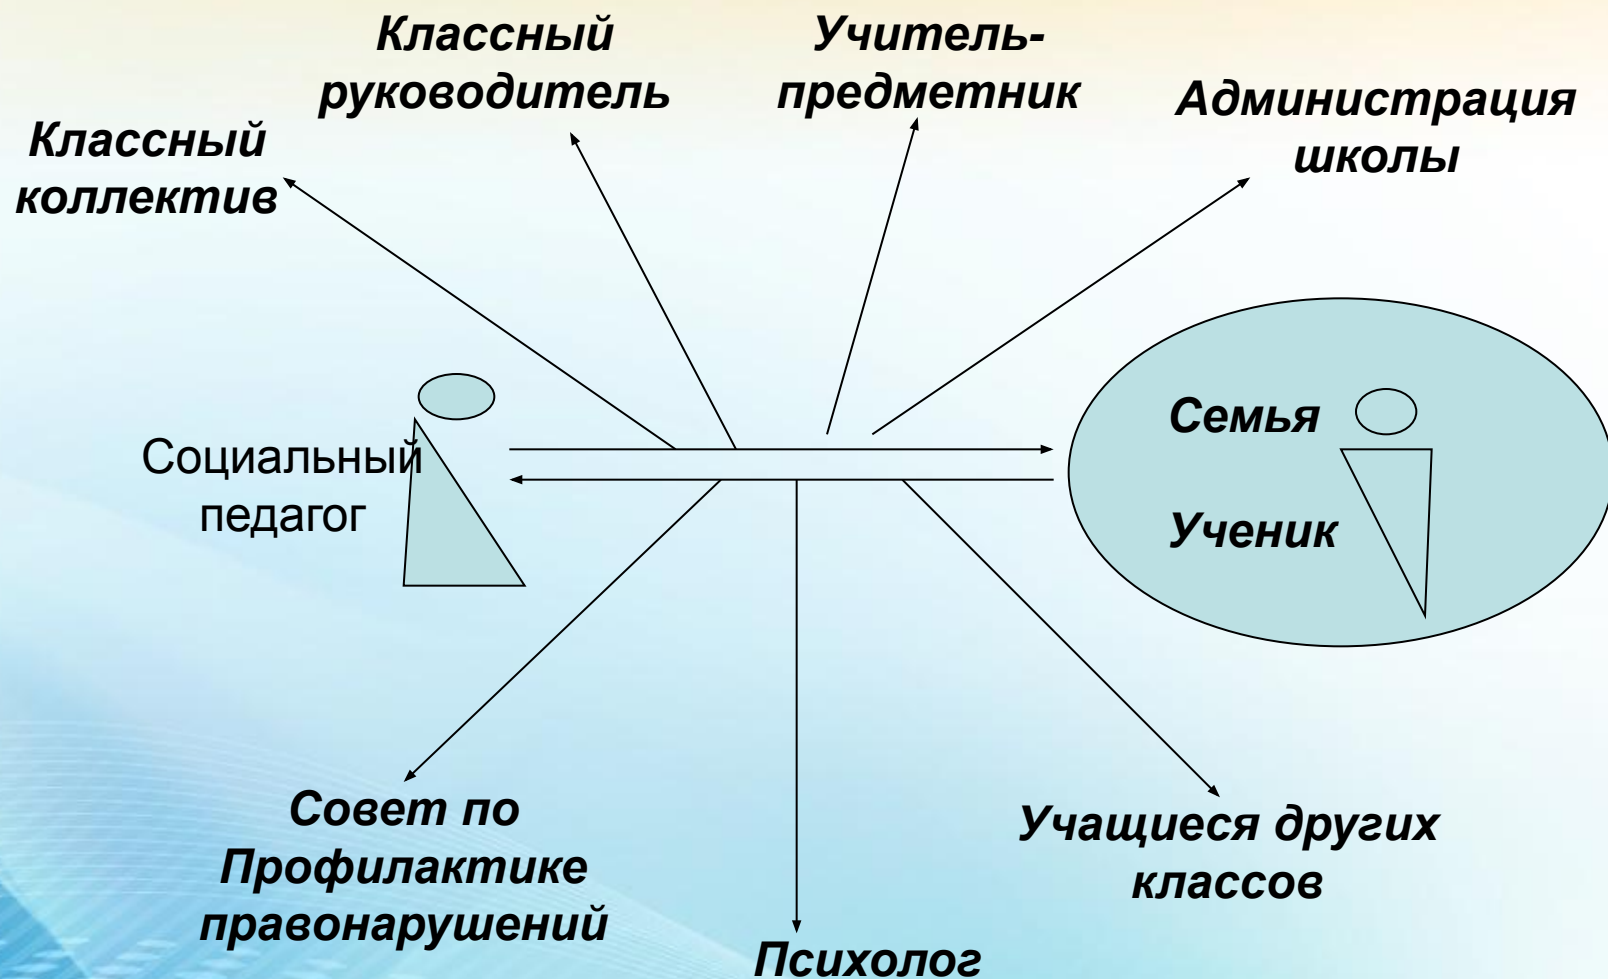 Классный
руководитель
Учитель-
предметник
Администрация
школы
Классный
коллектив
Социальный
педагог
Семья
Ученик
Совет по
Профилактике
правонарушений
Психолог
Учащиеся других
классов